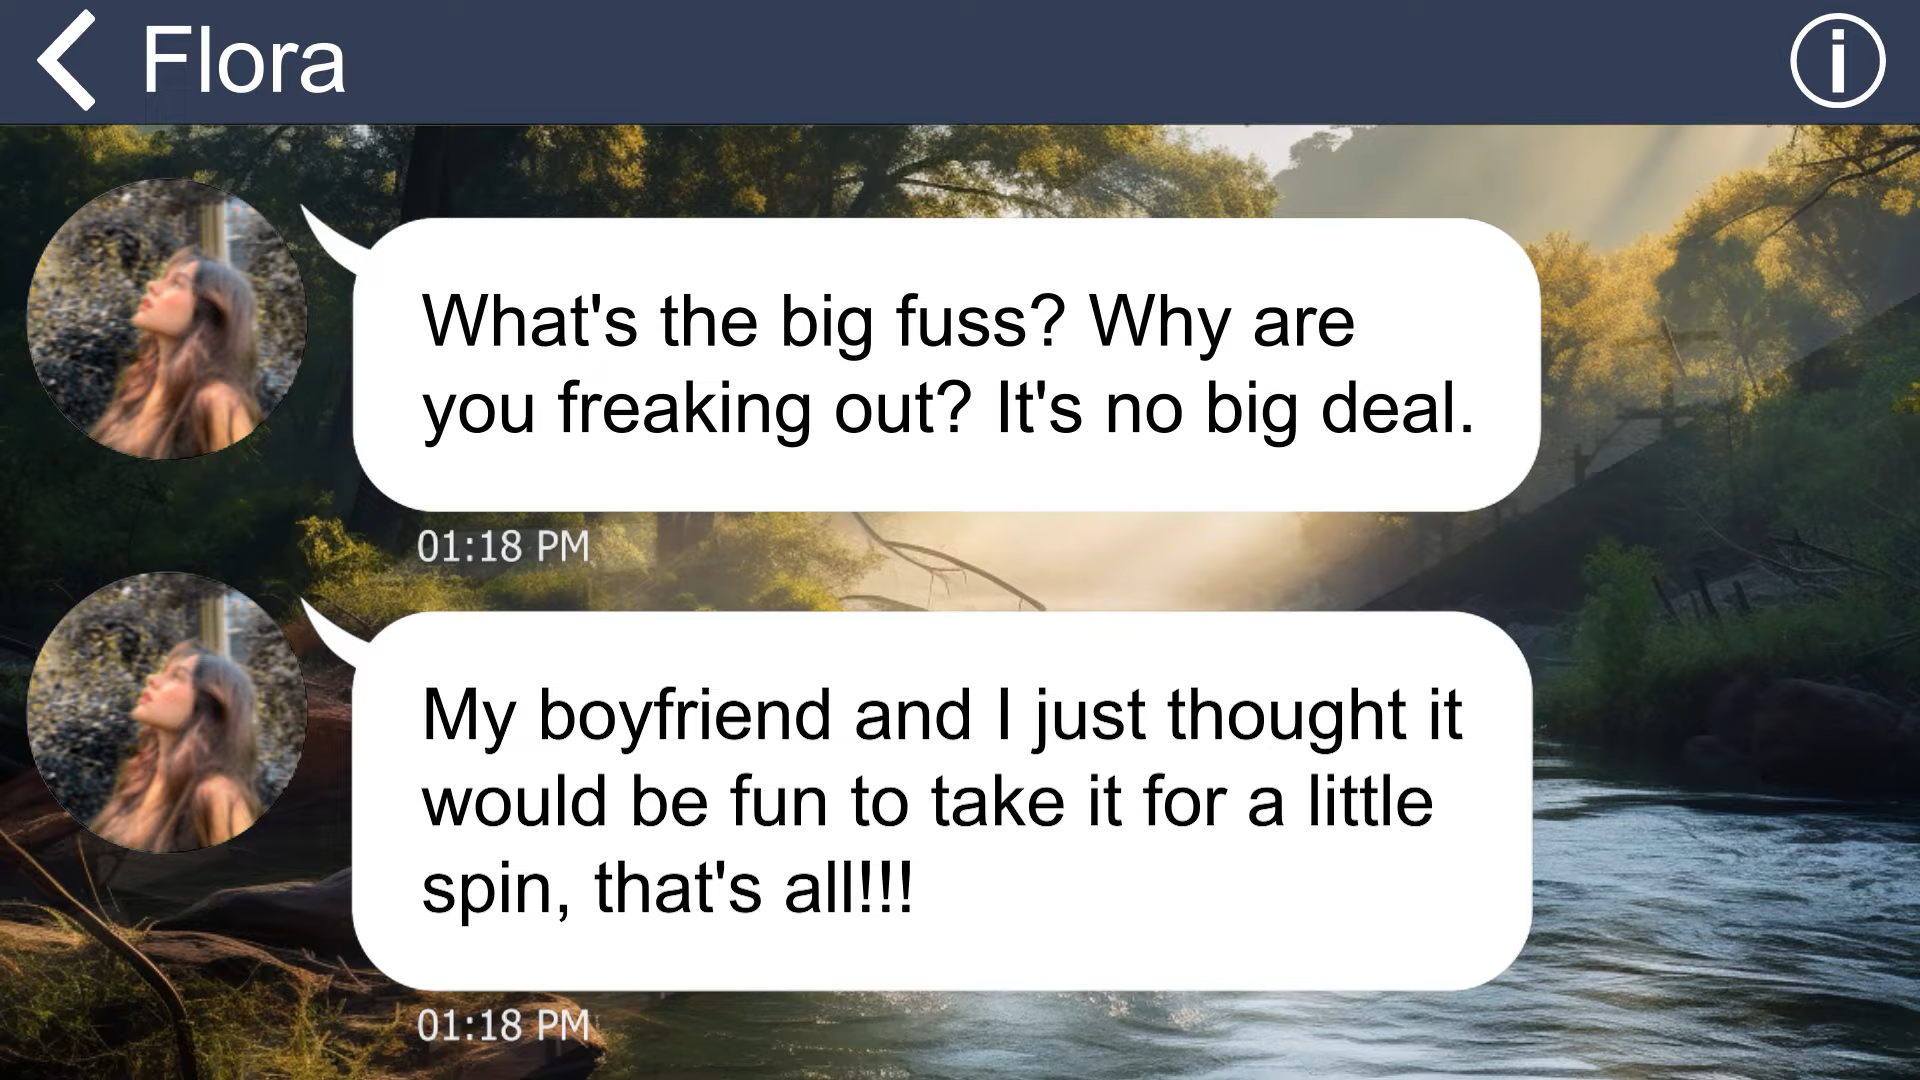 Flora
What's the big fuss? Why are
you freaking out? It's no big deal.
01:18 PM
My boyfriend and I just thought it
would be fun to take it for a little
spin, that's all!!!
01:18 PM